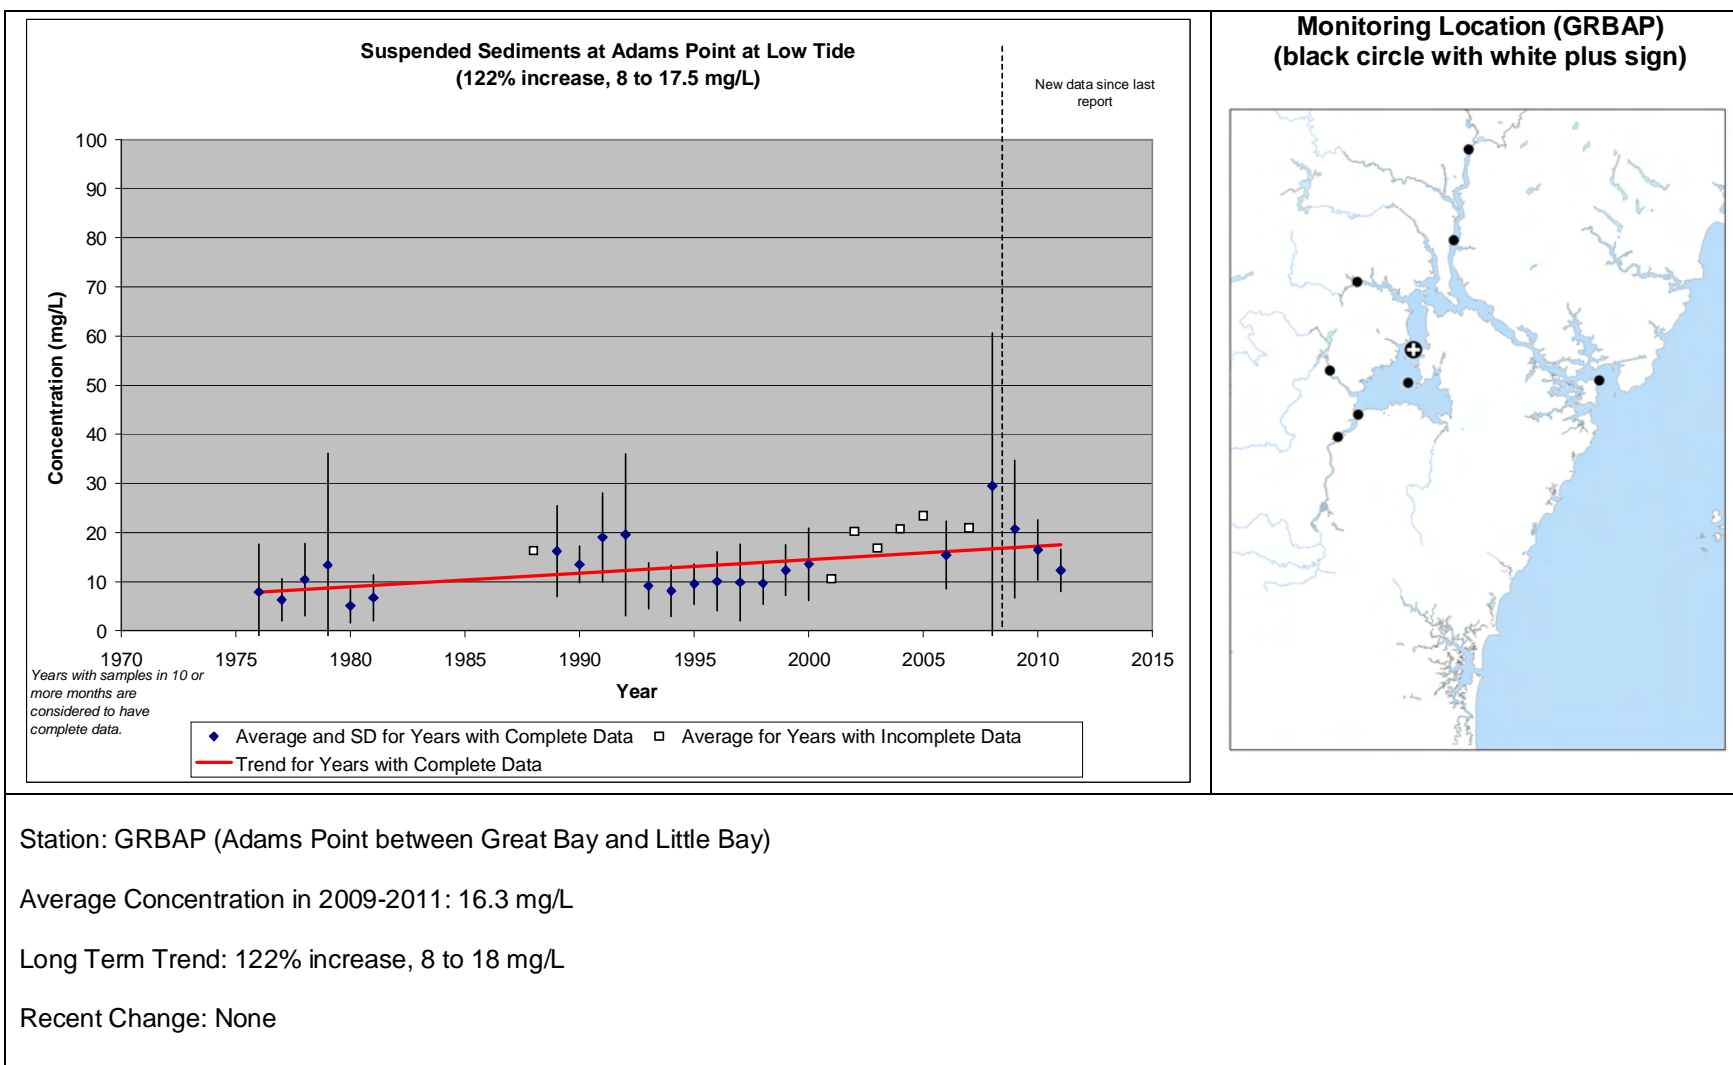 Suspended Sediments at Adams Point at Low Tide
(122% increase, 8 to 17.5 mg/L)
New data since last
report
100
90
80
70
60
50
40
30
20
10
0
Concentration (mg/L)
1970 1975 1980 1985 1990 1995 2000 2005 2010 2015
Year
Years with samples in 10 or
more months are
considered to have
complete data.
Average and SD for Years with Complete Data Average for Years with Incomplete Data
Trend for Years with Complete Data
Monitoring Location (GRBAP)
(black circle with white plus sign)
Station: GRBAP (Adams Point between Great Bay and Little Bay)
Average Concentration in 2009-2011: 16.3 mg/L
Long Term Trend: 122% increase, 8 to 18 mg/L
Recent Change: None